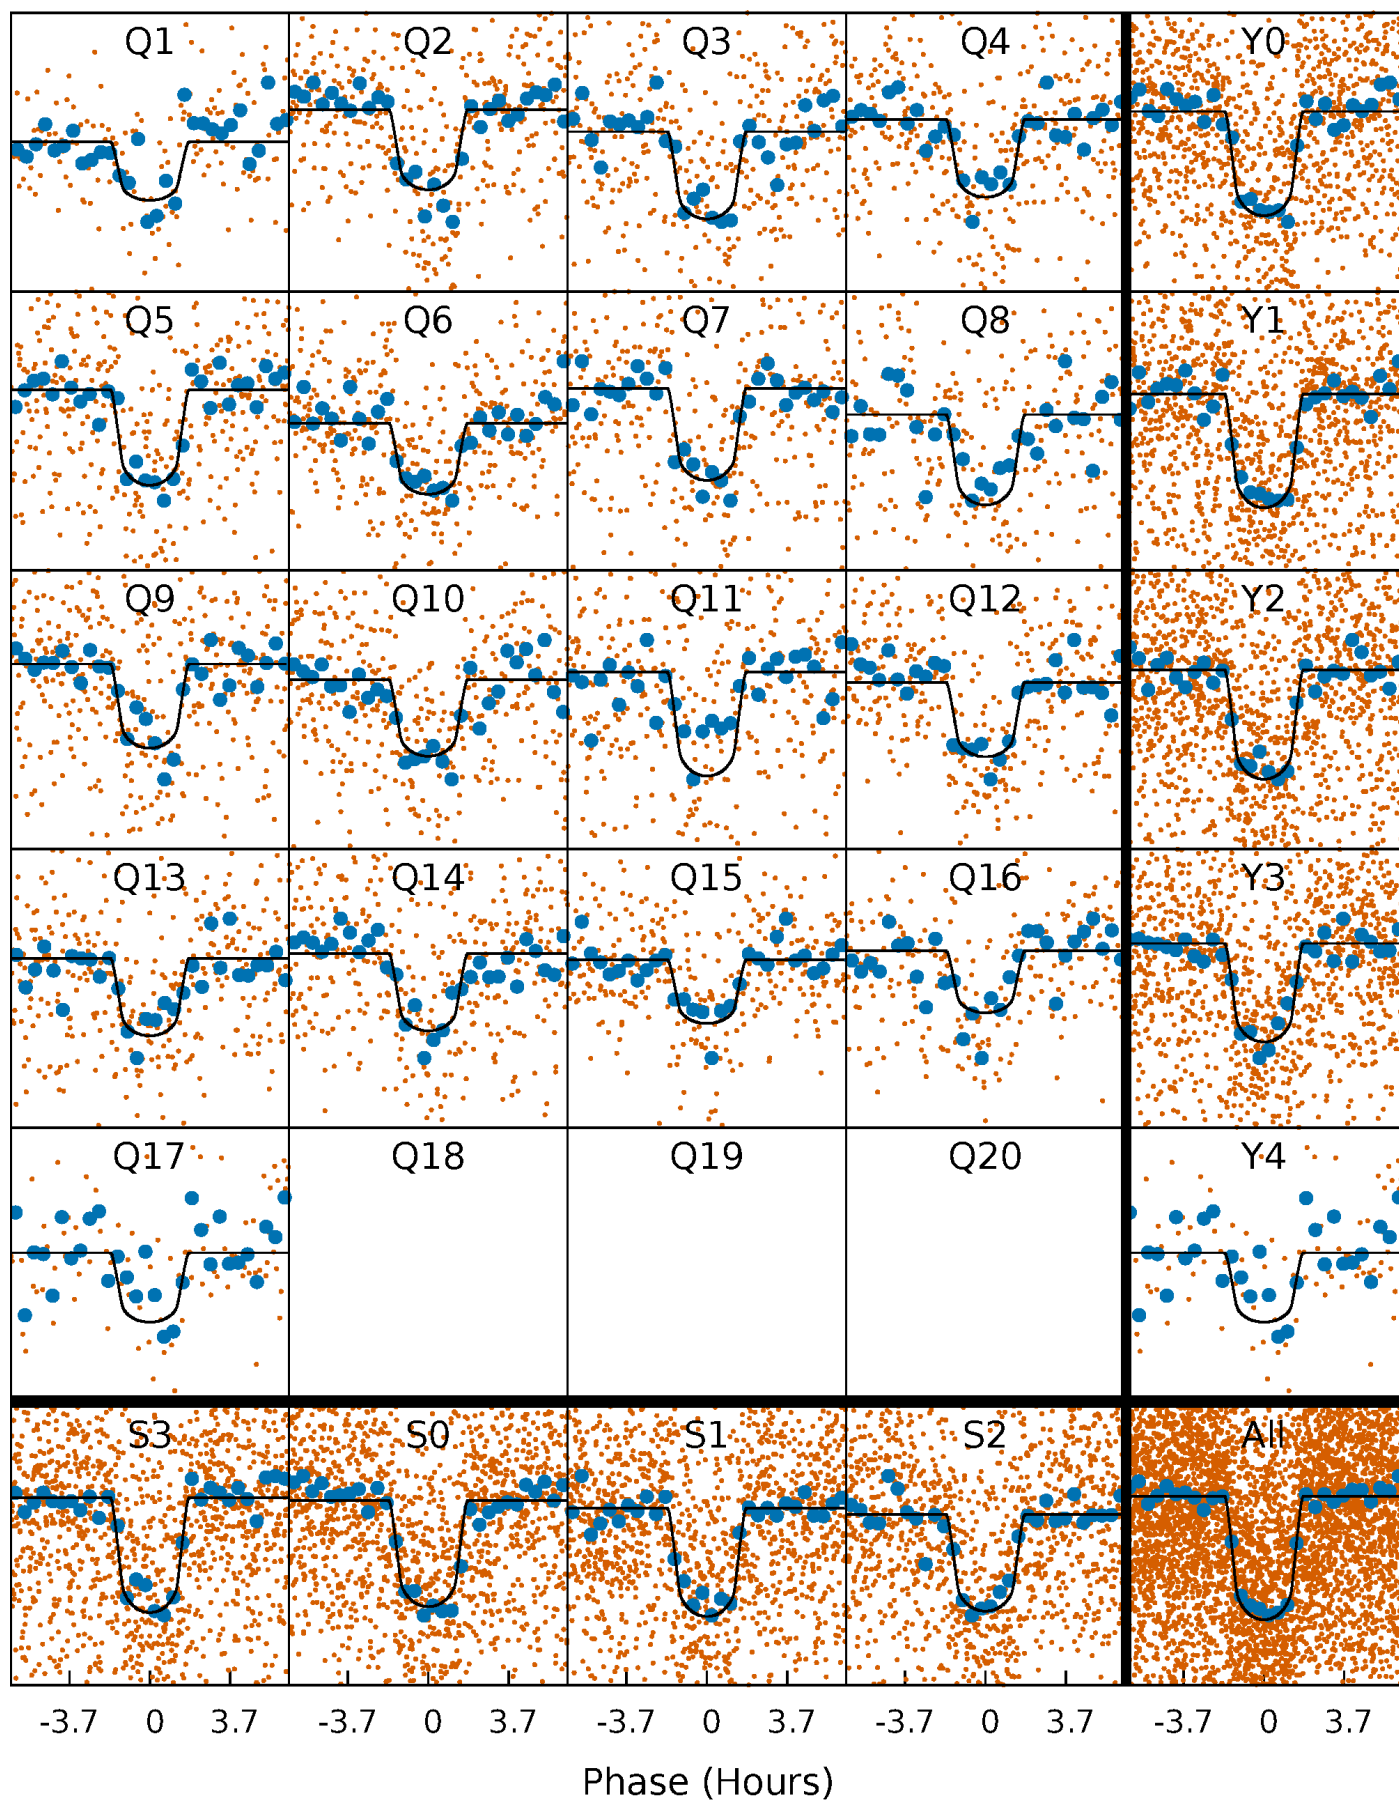 Q1 Q2 Q3 Q4 Y0
Q5 Q6 Q7 Q8 Y1
Q9 Q10 Q11 Q12 Y2
Q13 Q14 Q15 Q16 Y3
Q17 Q18 Q19 Q20 Y4
S3 S0 S1 S2 All
-3.7 0 3.7 -3.7 0 3.7 -3.7 0 3.7 -3.7 0 3.7 -3.7 0 3.7
Phase (Hours)